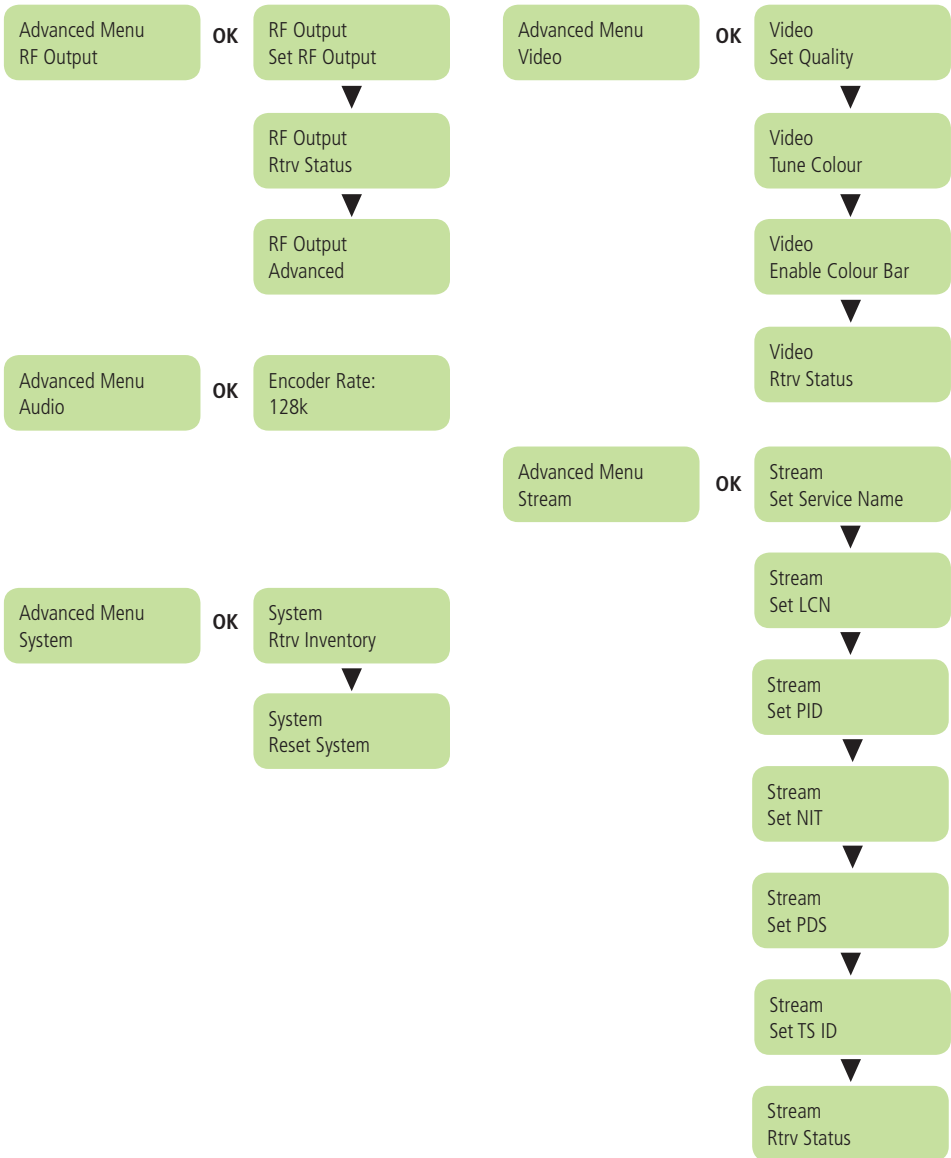 Advanced Menu
RF Output
OK
RF Output
Set RF Output
RF Output
Rtrv Status
RF Output
Advanced
Advanced Menu
Audio
OK
Encoder Rate:
128k
Advanced Menu
System
OK
System
Rtrv Inventory
System
Reset System
Advanced Menu
Video
OK
Video
Set Quality
Video
Tune Colour
Video
Enable Colour Bar
Video
Rtrv Status
Advanced Menu
Stream
OK
Stream
Set Service Name
Stream
Set LCN
Stream
Set PID
Stream
Set NIT
Stream
Set PDS
Stream
Set TS ID
Stream
Rtrv Status